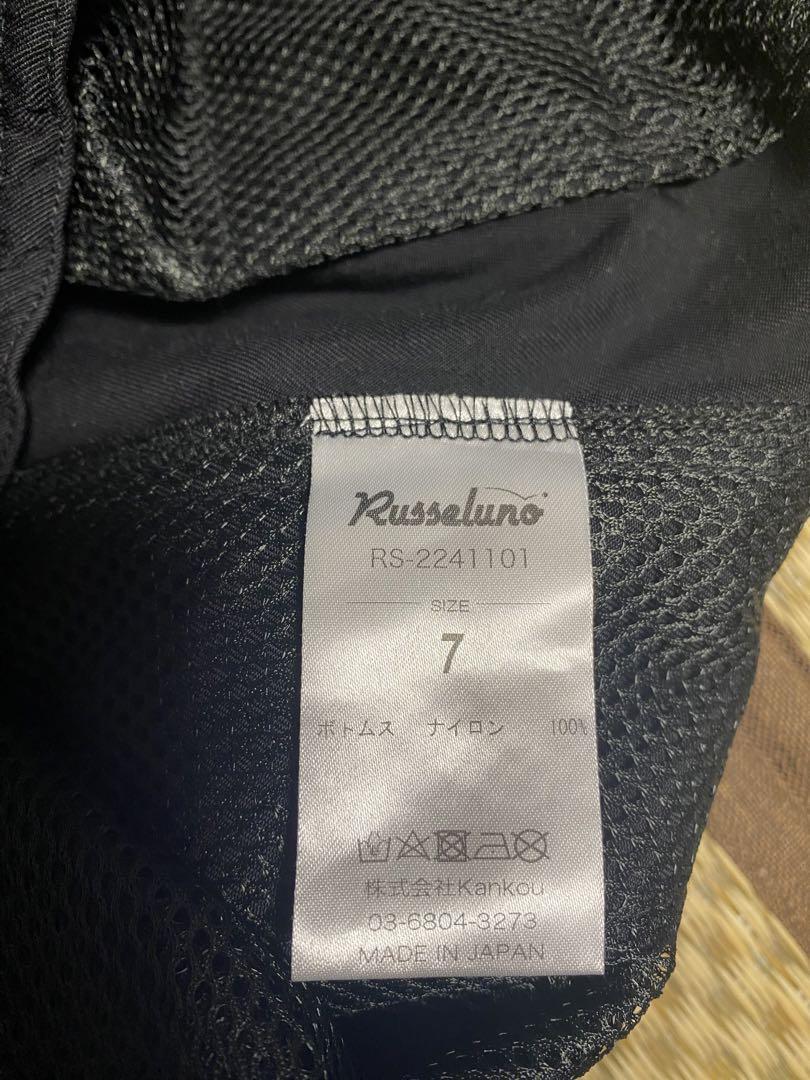 Russeluno
RS-2241101
SIZE
7
ボトムス ナイロン 100%
株式会社Kankou
03-6804-3273
MADE IN JAPAN